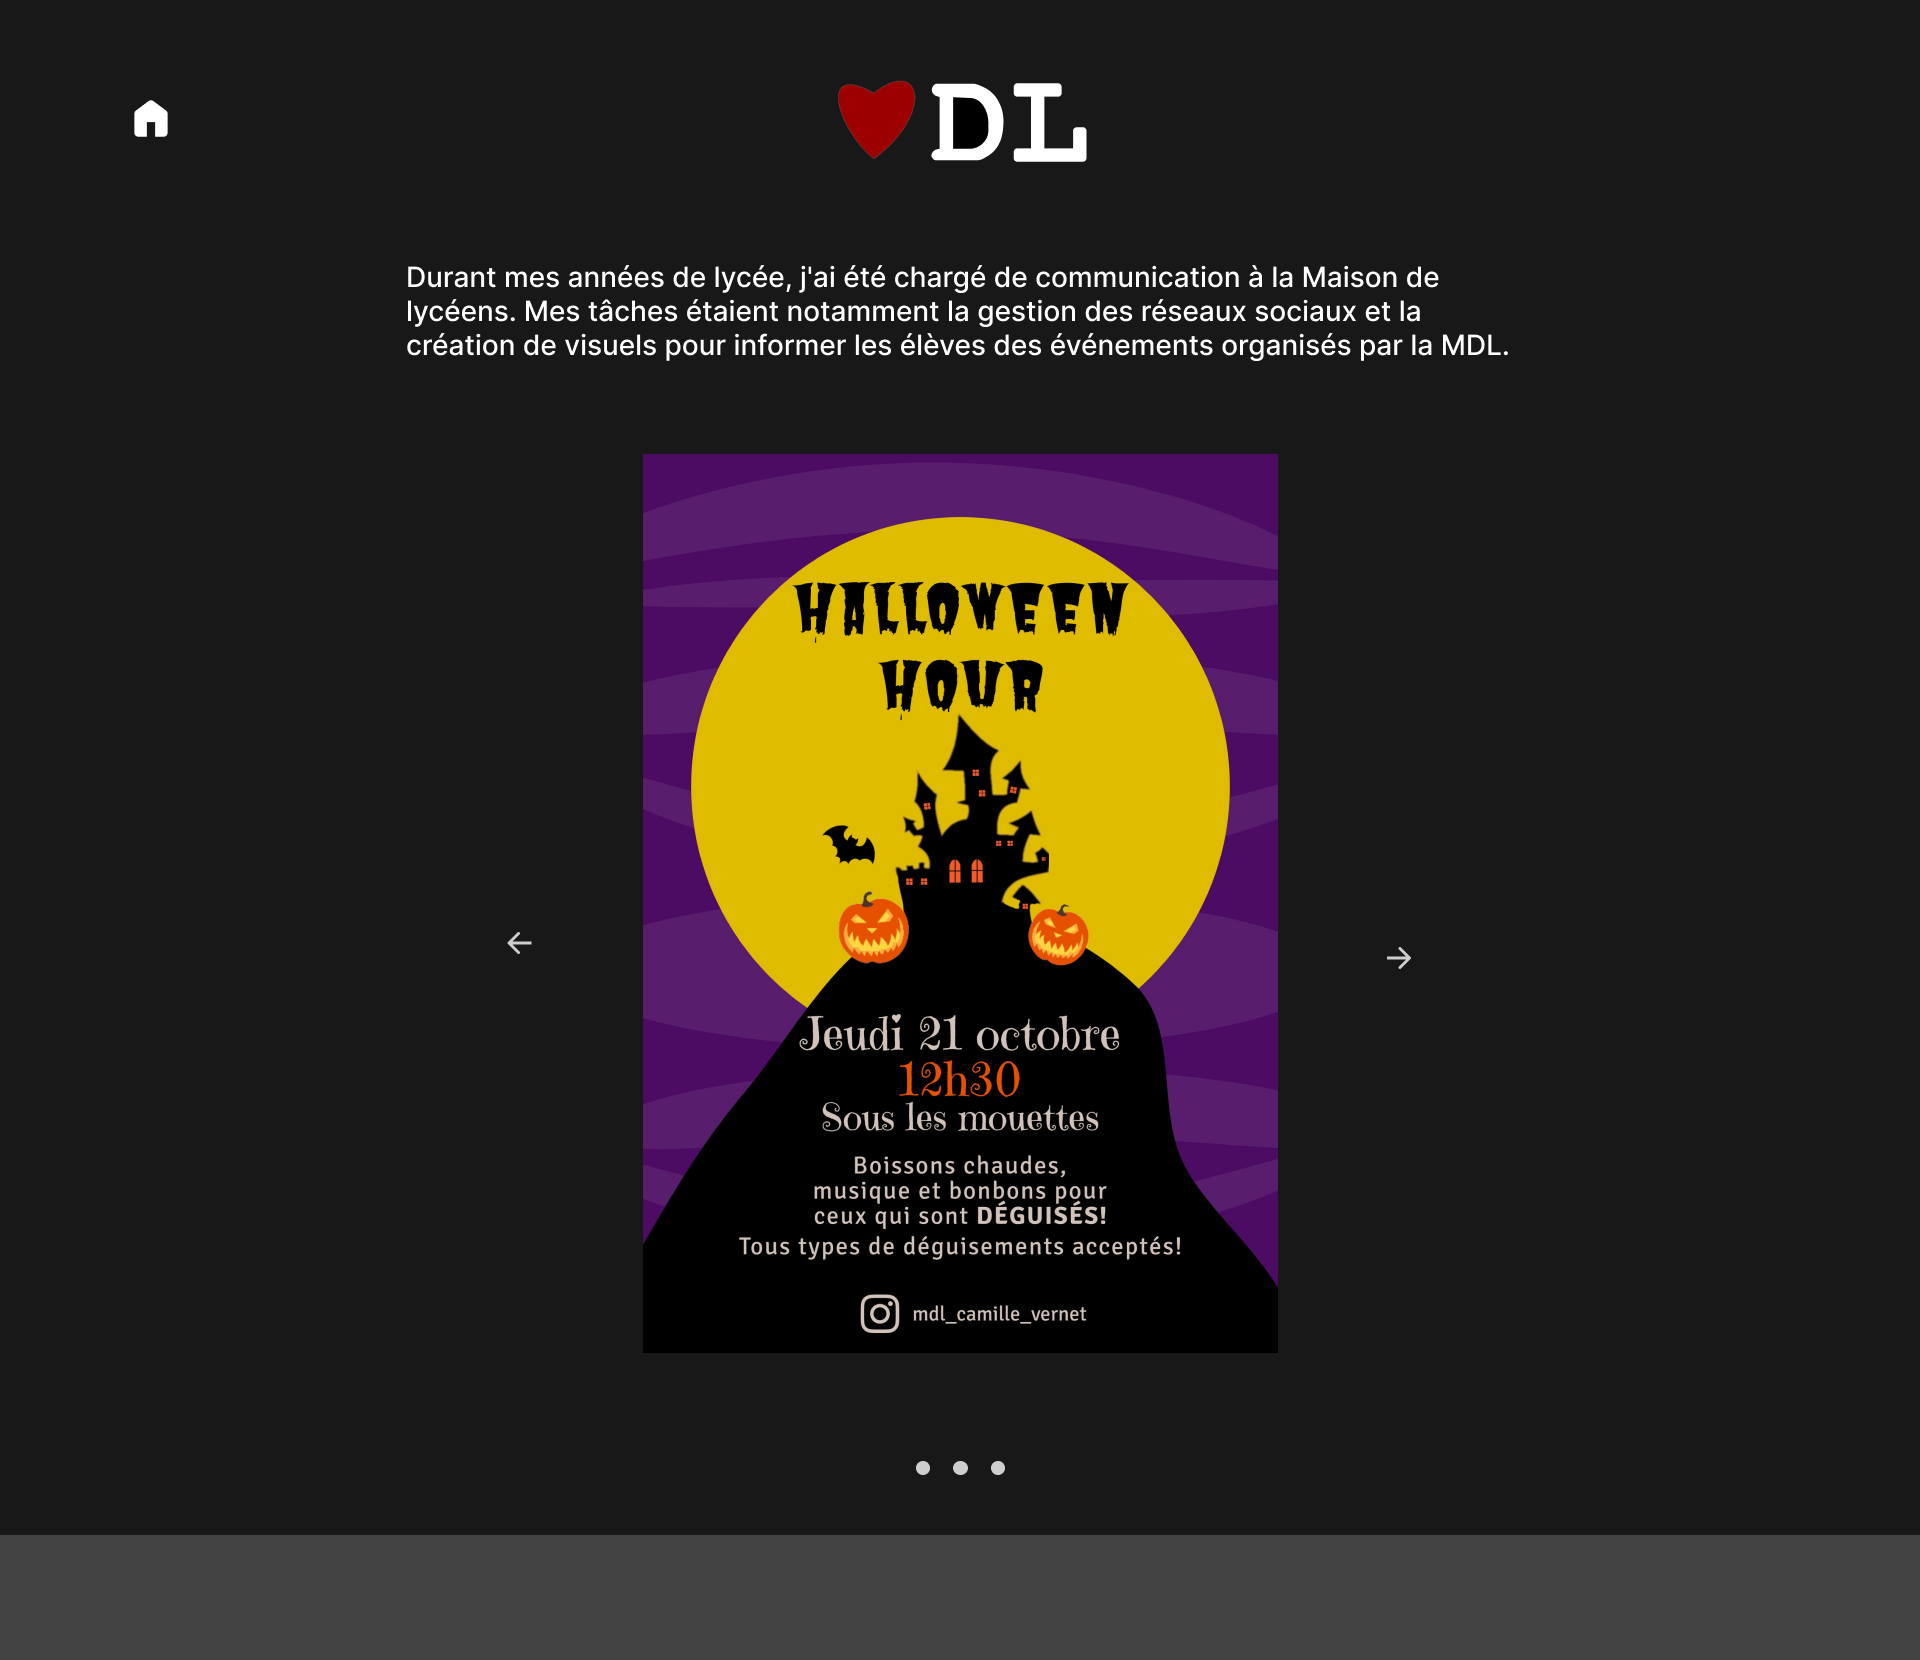 DL
Durant mes années de lycée, j'ai été chargé de communication à la Maison de
lycéens. Mes tâches étaient notamment la gestion des réseaux sociaux et la
création de visuels pour informer les élèves des événements organisés par la MDL.
HALLOWEEN
HOUR
Jeudi 21 octobre
12h30
Sous les mouettes
Boissons chaudes,
musique et bonbons pour
ceux qui sont DÉGUISÉS!
Tous types de déguisements acceptés!
mdl_camille_vernet